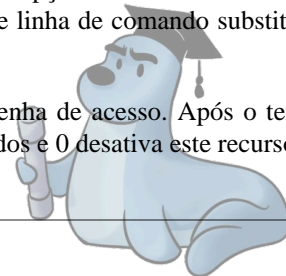 e linha de comando substit
enha de acesso. Após o te
dos e 0 desativa este recurso